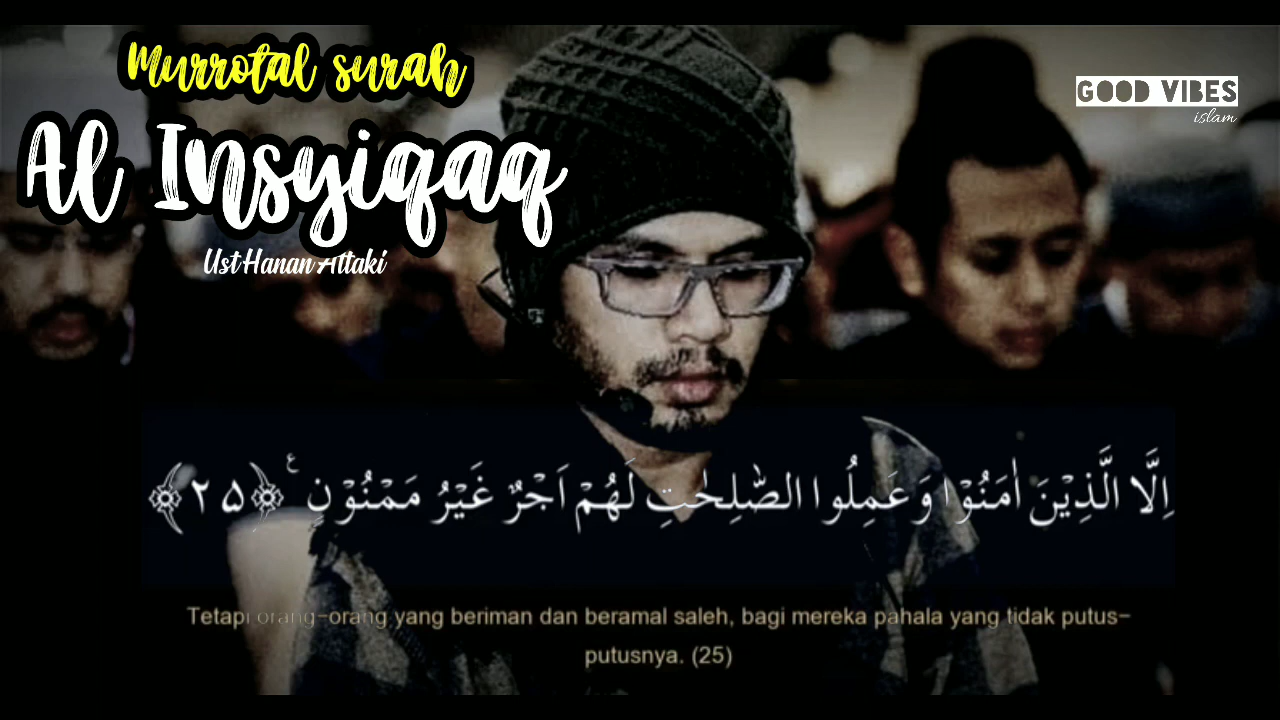 Murrotal surah
Al Insyiqaq
Ust Hanan Attaki
GOOD VIBES
islam
اِلَّا الَّذِيْنَ اٰمَنُوْا وَعَمِلُوا الصّٰلِحٰتِ لَهُمْ اَجْرٌ غَيْرُ مَمْنُوْنٍ ࣖ ﴿٢٥﴾
Tetapi orang-orang yang beriman dan beramal saleh, bagi mereka pahala yang tidak putus-
putusnya. (25)